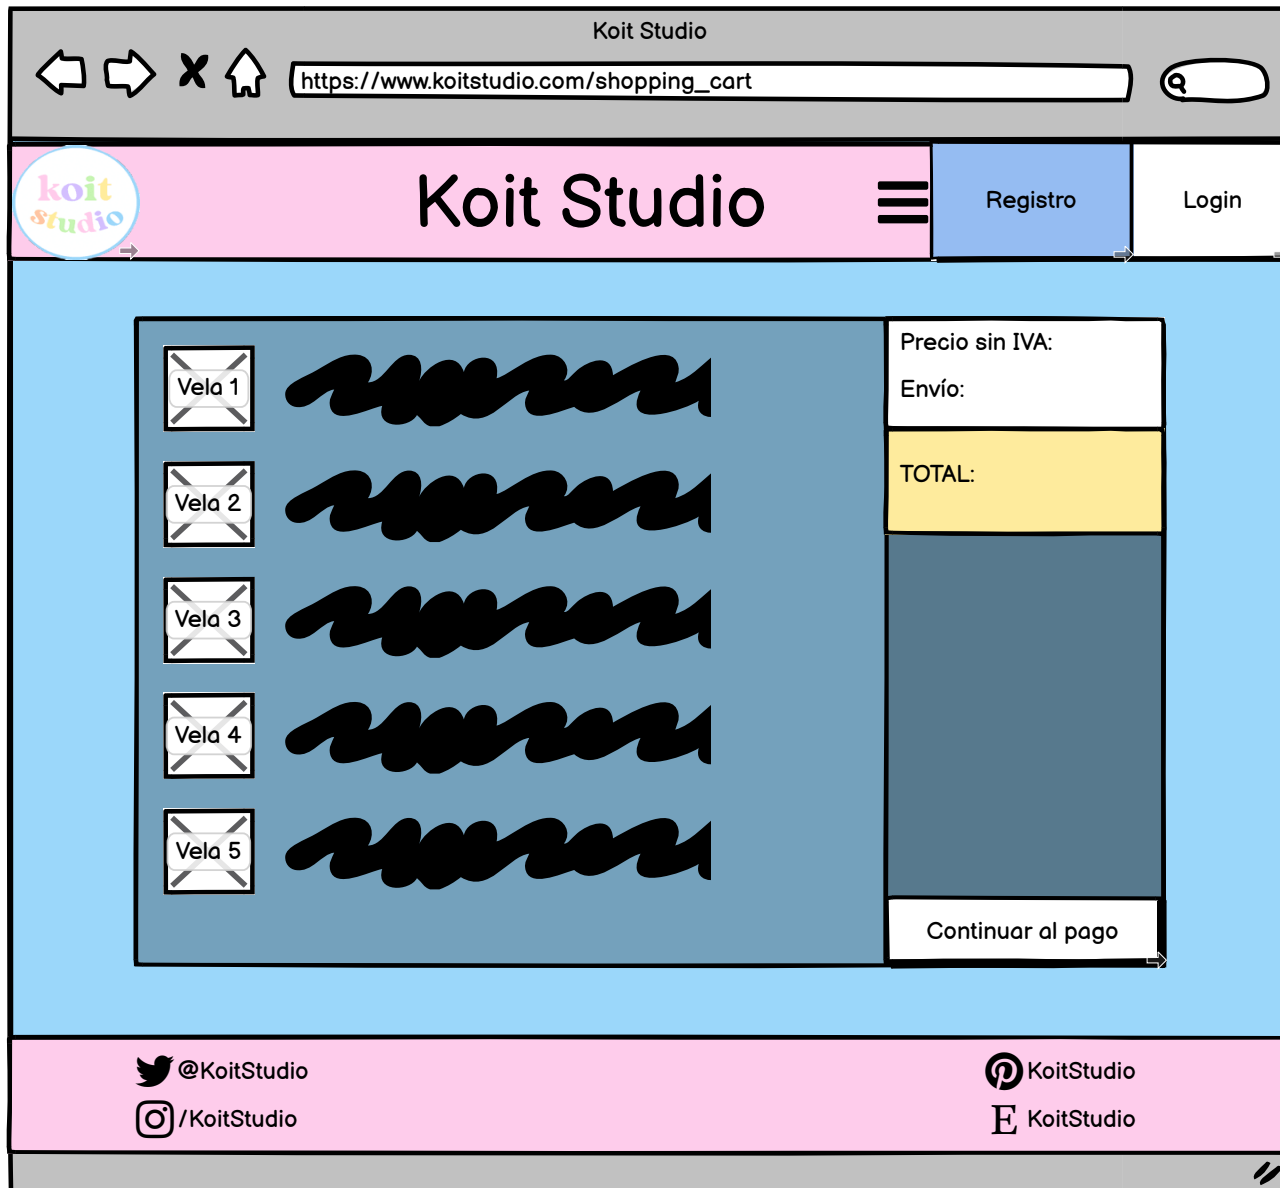 Koit Studio
https://www.koitstudio.com/shopping_cart
koit
studio
Koit Studio
Registro
Login
Vela 1
Vela 2
Vela 3
Vela 4
Vela 5
Precio sin IVA:
Envío:
TOTAL:
Continuar al pago
@KoitStudio
/KoitStudio
KoitStudio
E KoitStudio